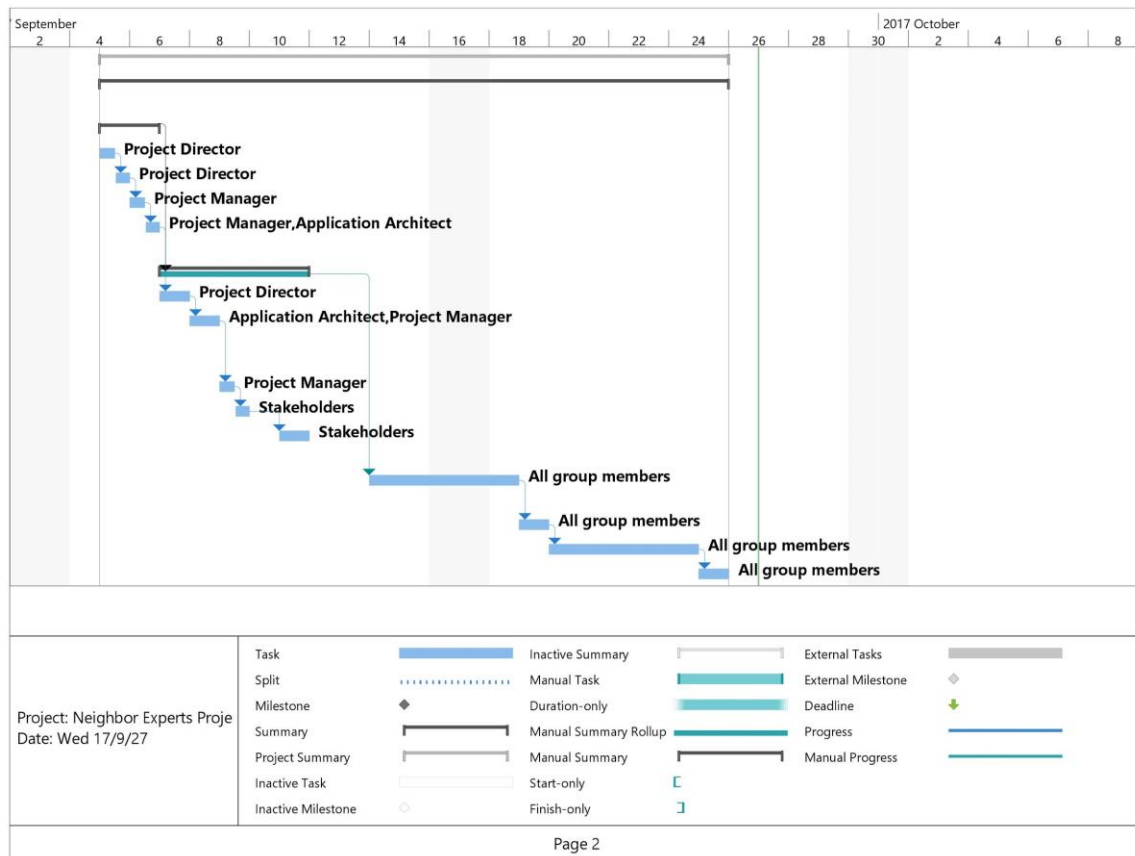 September
2017 October
2 4 6 8 10 12 14 16 18 20 22 24 26 28 30 2 4 6 8
Project Director
Project Director
Project Manager
Project Manager,Application Architect
Project Director
Application Architect,Project Manager
Project Manager
Stakeholders
Stakeholders
All group members
All group members
All group members
All group members
Project: Neighbor Experts Proje
Date: Wed 17/9/27
Task
Split
Milestone
Summary
Project Summary
Inactive Task
Inactive Milestone
Inactive Summary
Manual Task
Duration-only
Manual Summary Rollup
Manual Summary
Start-only
Finish-only
External Tasks
External Milestone
Deadline
Progress
Manual Progress
Page 2